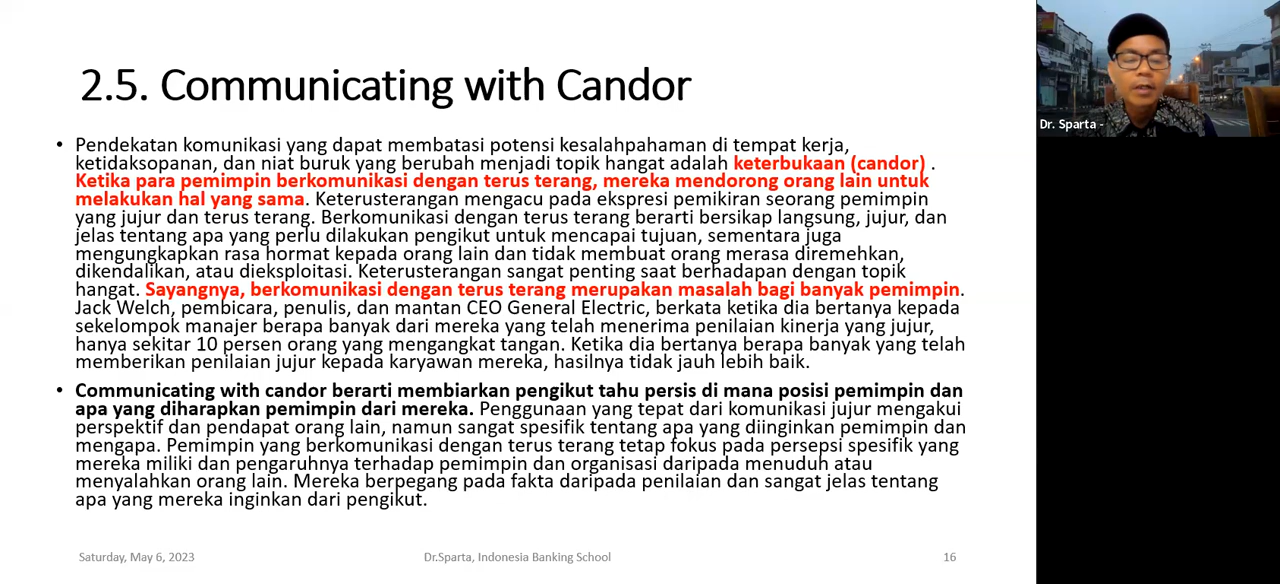 2.5. Communicating with Candor
• Pendekatan komunikasi yang dapat membatasi potensi kesalahpahaman di tempat kerja,
ketidaksopanan, dan niat buruk yang berubah menjadi topik hangat adalah keterbukaan (candor) .
Ketika para pemimpin berkomunikasi dengan terus terang, mereka mendorong orang lain untuk
melakukan hal yang sama. Keterusterangan mengacu pada ekspresi pemikiran seorang pemimpin
yang jujur dan terus terang. Berkomunikasi dengan terus terang berarti bersikap langsung, jujur, dan
jelas tentang apa yang perlu dilakukan pengikut untuk mencapai tujuan, sementara juga
mengungkapkan rasa hormat kepada orang lain dan tidak membuat orang merasa diremehkan,
dikendalikan, atau dieksploitasi. Keterusterangan sangat penting saat berhadapan dengan topik
hangat. Sayangnya, berkomunikasi dengan terus terang merupakan masalah bagi banyak pemimpin.
Jack Welch, pembicara, penulis, dan mantan CEO General Electric, berkata ketika dia bertanya kepada
sekelompok manajer berapa banyak dari mereka yang telah menerima penilaian kinerja yang jujur,
hanya sekitar 10 persen orang yang mengangkat tangan. Ketika dia bertanya berapa banyak yang telah
memberikan penilaian jujur kepada karyawan mereka, hasilnya tidak jauh lebih baik.
• Communicating with candor berarti membiarkan pengikut tahu persis di mana posisi pemimpin dan
apa yang diharapkan pemimpin dari mereka. Penggunaan yang tepat dari komunikasi jujur mengakui
perspektif dan pendapat orang lain, namun sangat spesifik tentang apa yang diinginkan pemimpin dan
mengapa. Pemimpin yang berkomunikasi dengan terus terang tetap fokus pada persepsi spesifik yang
mereka miliki dan pengaruhnya terhadap pemimpin dan organisasi daripada menuduh atau
menyalahkan orang lain. Mereka berpegang pada fakta daripada penilaian dan sangat jelas tentang
apa yang mereka inginkan dari pengikut.
Saturday, May 6, 2023
Dr.Sparta, Indonesia Banking School
16
Dr. Sparta -